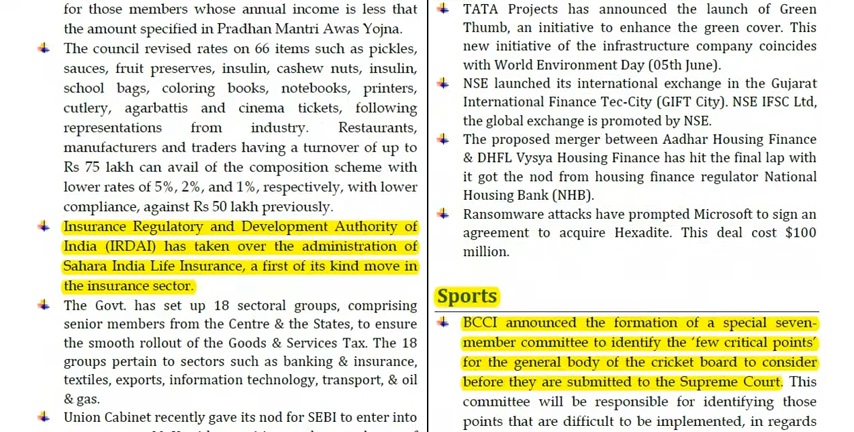 for those members whose annual income is less that
the amount specified in Pradhan Mantri Awas Yojna.
The council revised rates on 66 items such as pickles,
sauces, fruit preserves, insulin, cashew nuts, insulin,
school bags, coloring books, notebooks, printers,
cutlery, agarbattis and cinema tickets, following
representations from industry. Restaurants,
manufacturers and traders having a turnover of up to
Rs 75 lakh can avail of the composition scheme with
lower rates of 5%, 2%, and 1%, respectively, with lower
compliance, against Rs 50 lakh previously.
Insurance Regulatory and Development Authority of
India (IRDAI) has taken over the administration of
Sahara India Life Insurance, a first of its kind move in
the insurance sector.
The Govt. has set up 18 sectoral groups, comprising
senior members from the Centre & the States, to ensure
the smooth rollout of the Goods & Services Tax. The 18
groups pertain to sectors such as banking & insurance,
textiles, exports, information technology, transport, & oil
& gas.
Union Cabinet recently gave its nod for SEBI to enter into
TATA Projects has announced the launch of Green
Thumb, an initiative to enhance the green cover. This
new initiative of the infrastructure company coincides
with World Environment Day (05th June).
NSE launched its international exchange in the Gujarat
International Finance Tec-City (GIFT City). NSE IFSC Ltd,
the global exchange is promoted by NSE.
The proposed merger between Aadhar Housing Finance
& DHFL Vysya Housing Finance has hit the final lap with
it got the nod from housing finance regulator National
Housing Bank (NHB).
Ransomware attacks have prompted Microsoft to sign an
agreement to acquire Hexadite. This deal cost $100
million.
Sports
BCCI announced the formation of a special seven-
member committee to identify the 'few critical points'
for the general body of the cricket board to consider
before they are submitted to the Supreme Court. This
committee will be responsible for identifying those
points that are difficult to be implemented, in regards